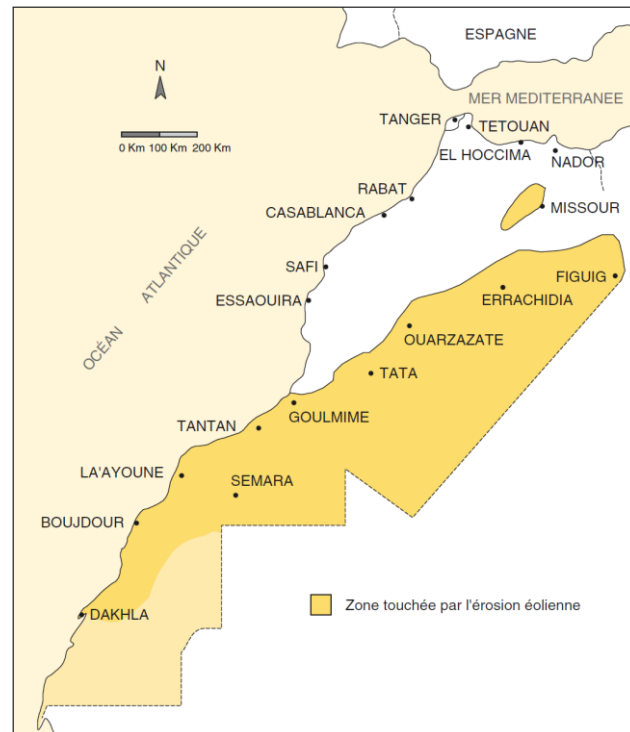 ESPAGNE
N
MER MEDITERRANEE
TANGER
TETOUAN
0 Km 100 Km 200 Km
EL HOCCIMA
NADOR
RABAT
CASABLANCA
MISSOUR
OCÉAN ATLANTIQUE
SAFI
FIGUIG
ESSAOUIRA
ERRACHIDIA
OUARZAZATE
TATA
GOULMIME
TANTAN
LA'AYOUNE
SEMARA
BOUJDOUR
Zone touchée par l'érosion éolienne
DAKHLA